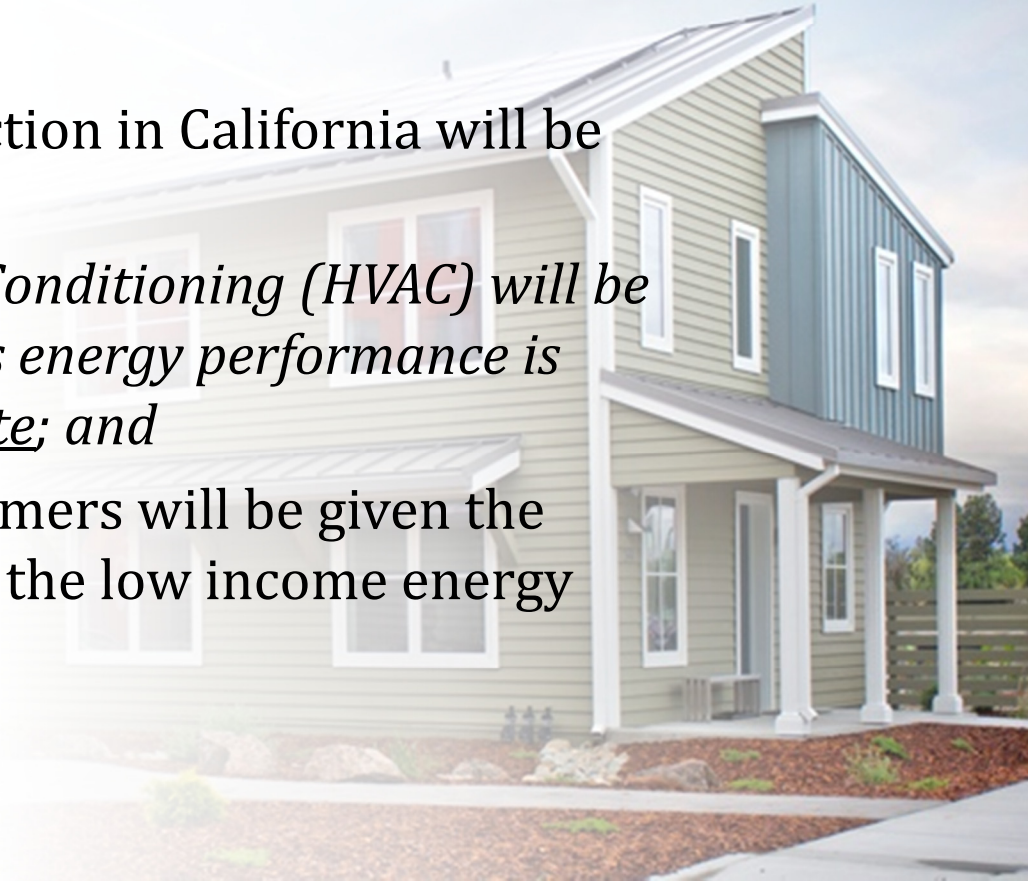 ction in California will be
Conditioning (HVAC) will be
s energy performance is
te; and
mers will be given the
the low income energy